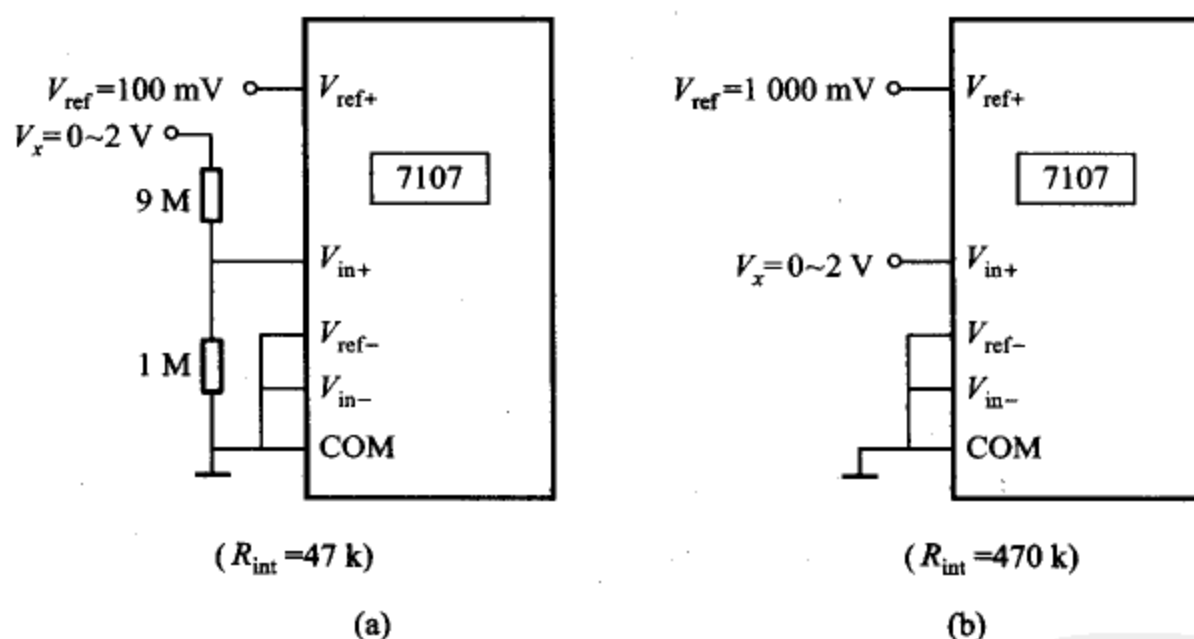 V_ref=100 mV
V_ref+
V_x=0~2 V
7107
9 M
V_in+
V_ref−
1 M
V_in−
COM
(R_int=47 k)
(a)
V_ref=1 000 mV
V_ref+
7107
V_x=0~2 V
V_in+
V_ref−
V_in−
COM
(R_int=470 k)
(b)